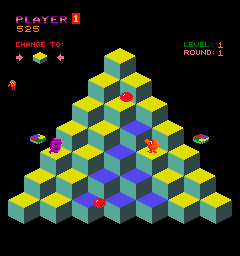 PLAYER 1
525
CHANGE TO:
LEVEL: 1
ROUND: 1